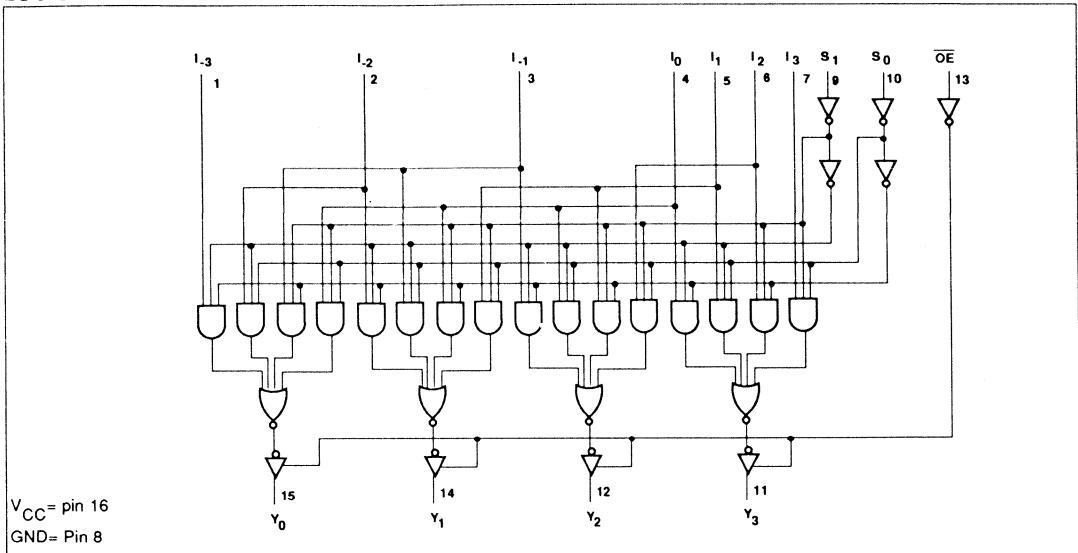 I-3 I-2 I-1 I0 I1 I2 I3 S1 S0 OE
1 2 3 4 5 6 7 9 10 13
15 14 12 11
Y0 Y1 Y2 Y3
VCC= pin 16
GND= Pin 8